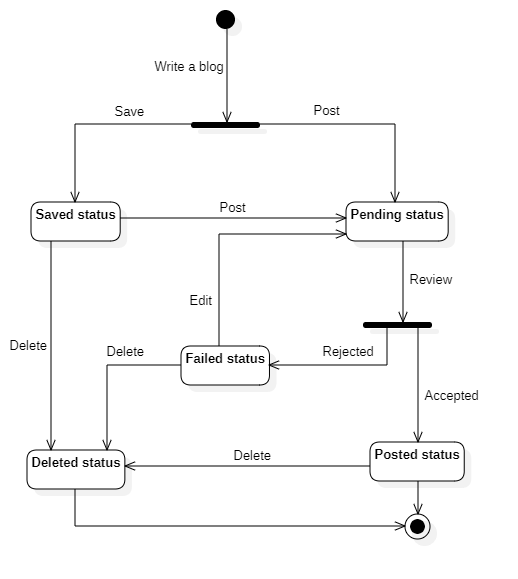 Write a blog
Save
Post
Saved status
Post
Pending status
Review
Edit
Delete
Delete
Failed status
Rejected
Accepted
Deleted status
Delete
Posted status